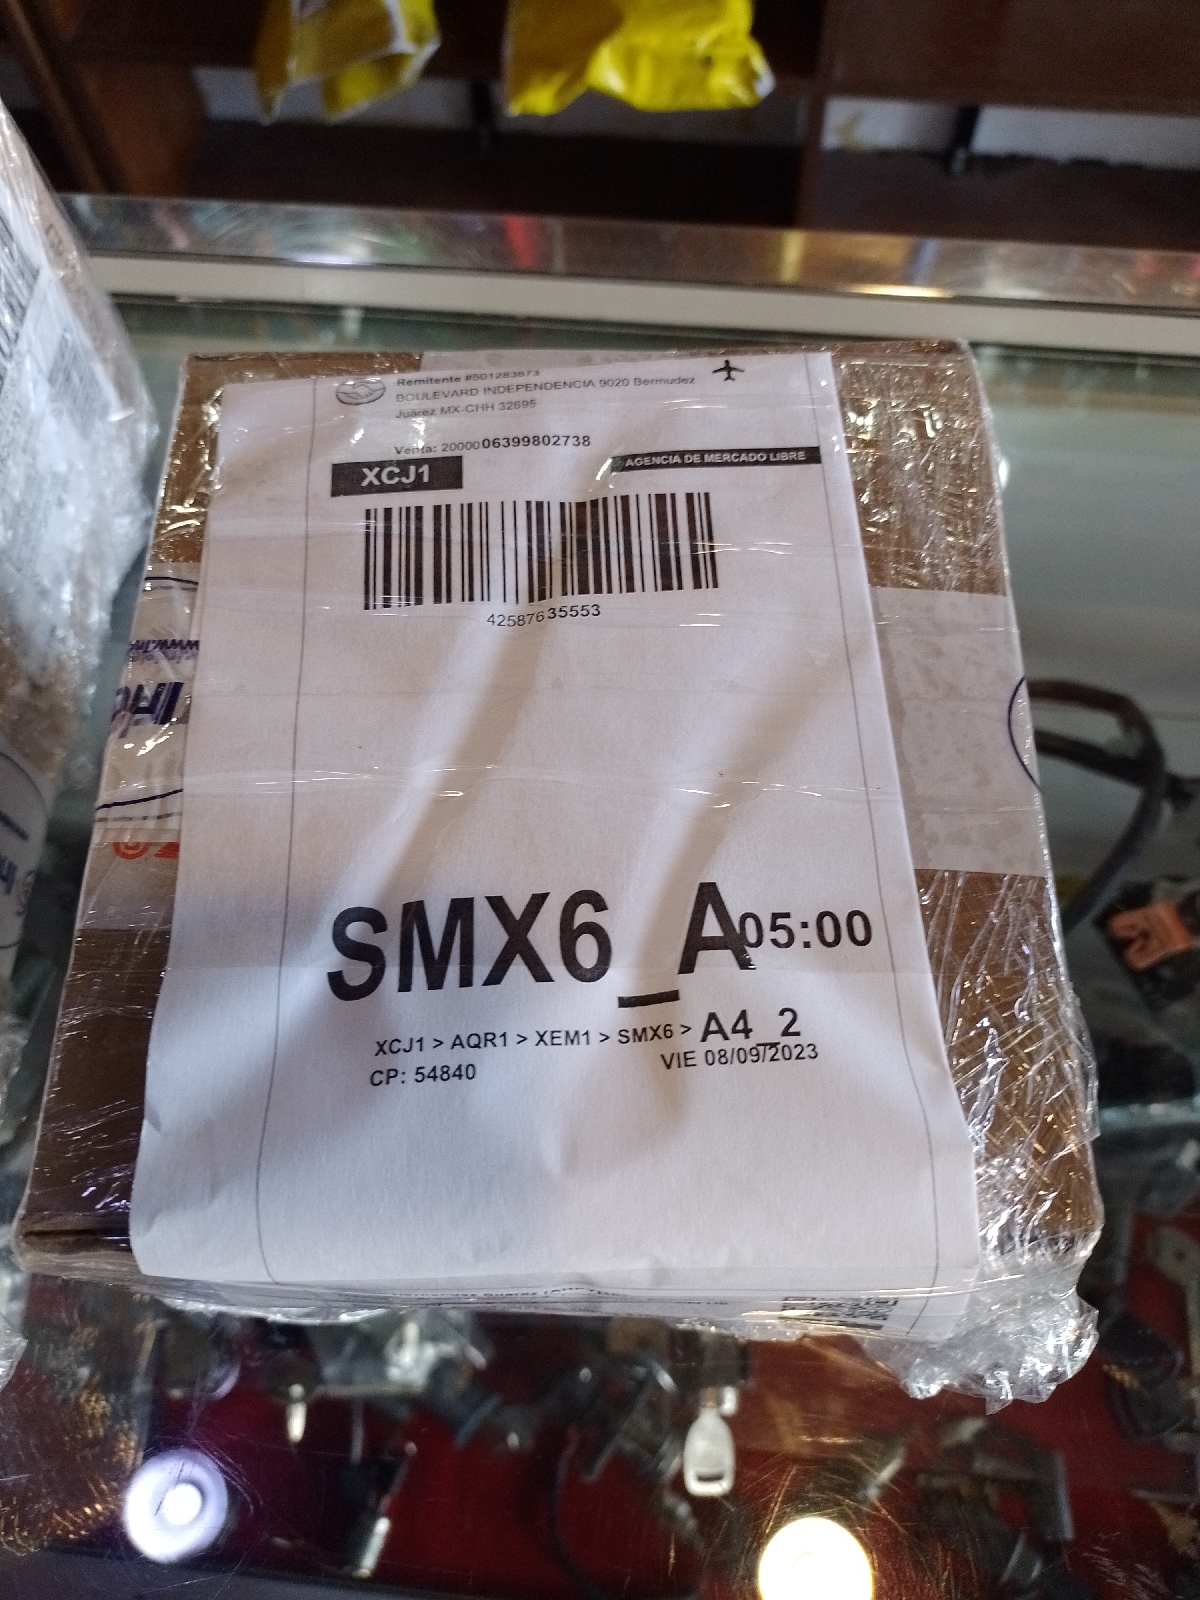 Remitente #501283873
BOULEVARD INDEPENDENCIA 9020 Bermudez
Juárez MX-CHH 32695
Venta: 2000006399802738
XCJ1
AGENCIA DE MERCADO LIBRE
42587635553
SMX6_A 05:00
XCJ1 > AQR1 > XEM1 > SMX6 > A4_2
CP: 54840
VIE 08/09/2023